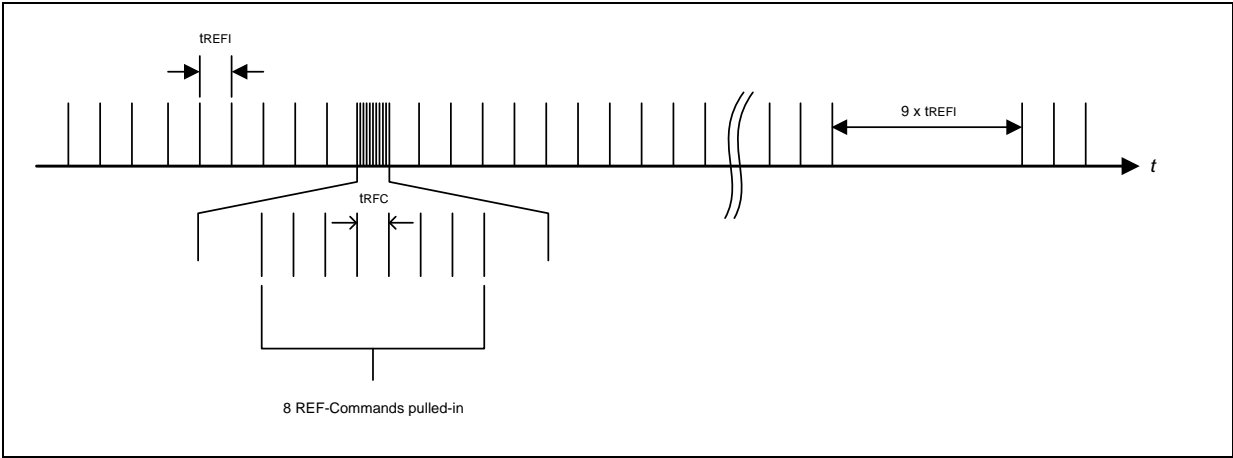 tREFI
9 x tREFI
t
tRFC
8 REF-Commands pulled-in